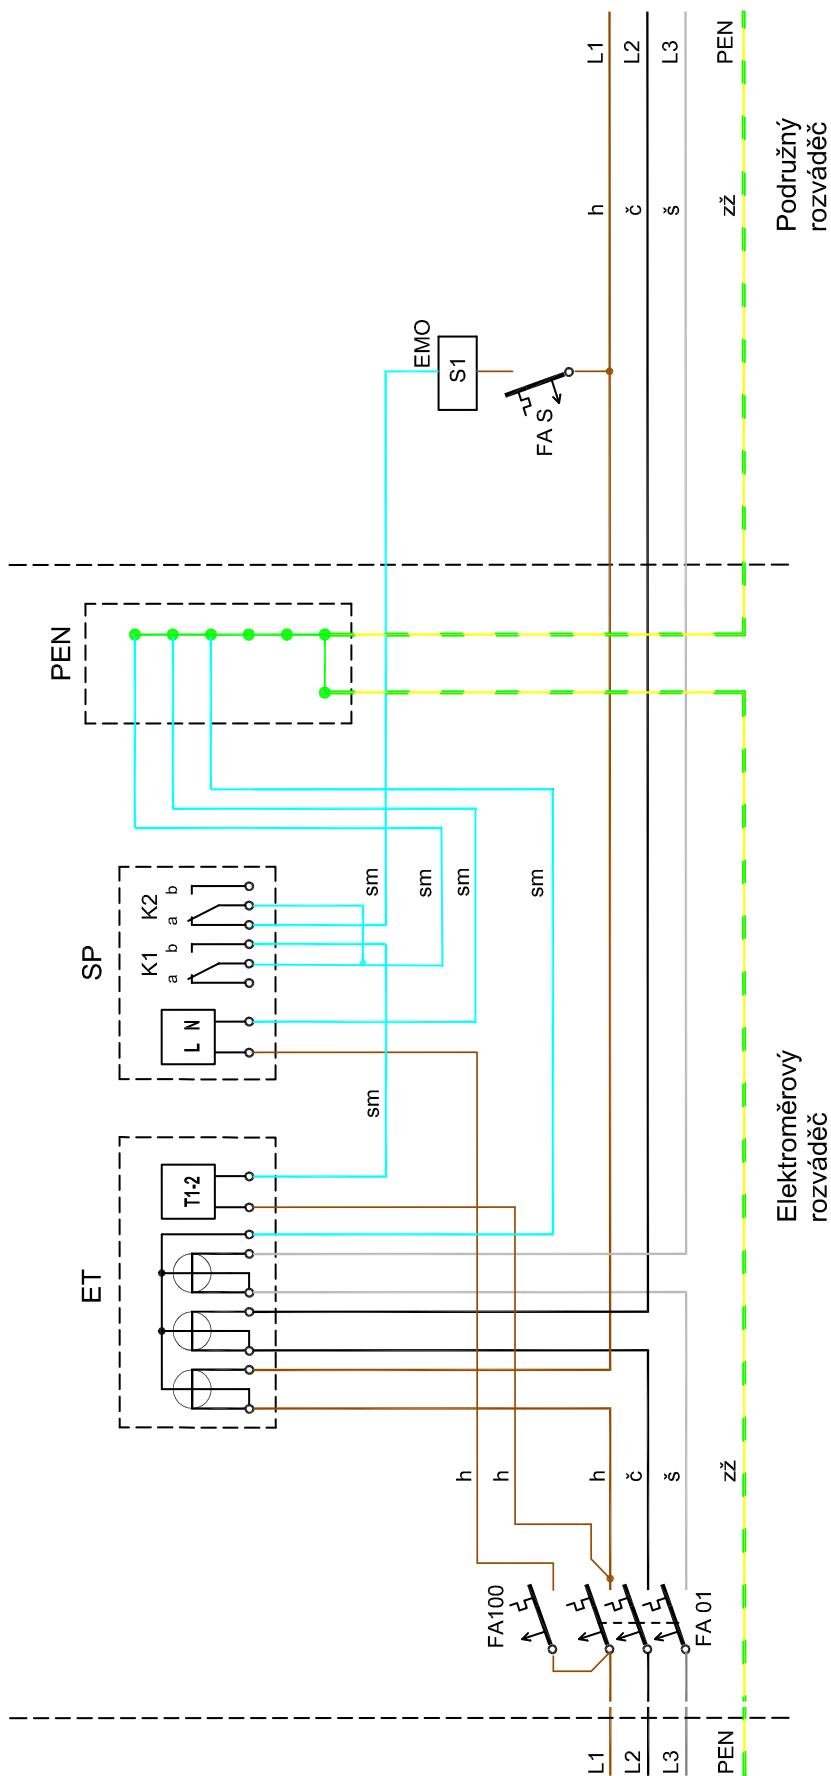 L1
L2
L3
PEN
h
č
š
zž
Podružný
rozváděč
EMO
S1
FA S
PEN
sm
sm
sm
sm
SP
K1
K2
a
b
a
b
L N
sm
ET
T1-2
Elektroměrový
rozváděč
h
h
h
č
š
zž
FA100
FA 01
L1
L2
L3
PEN